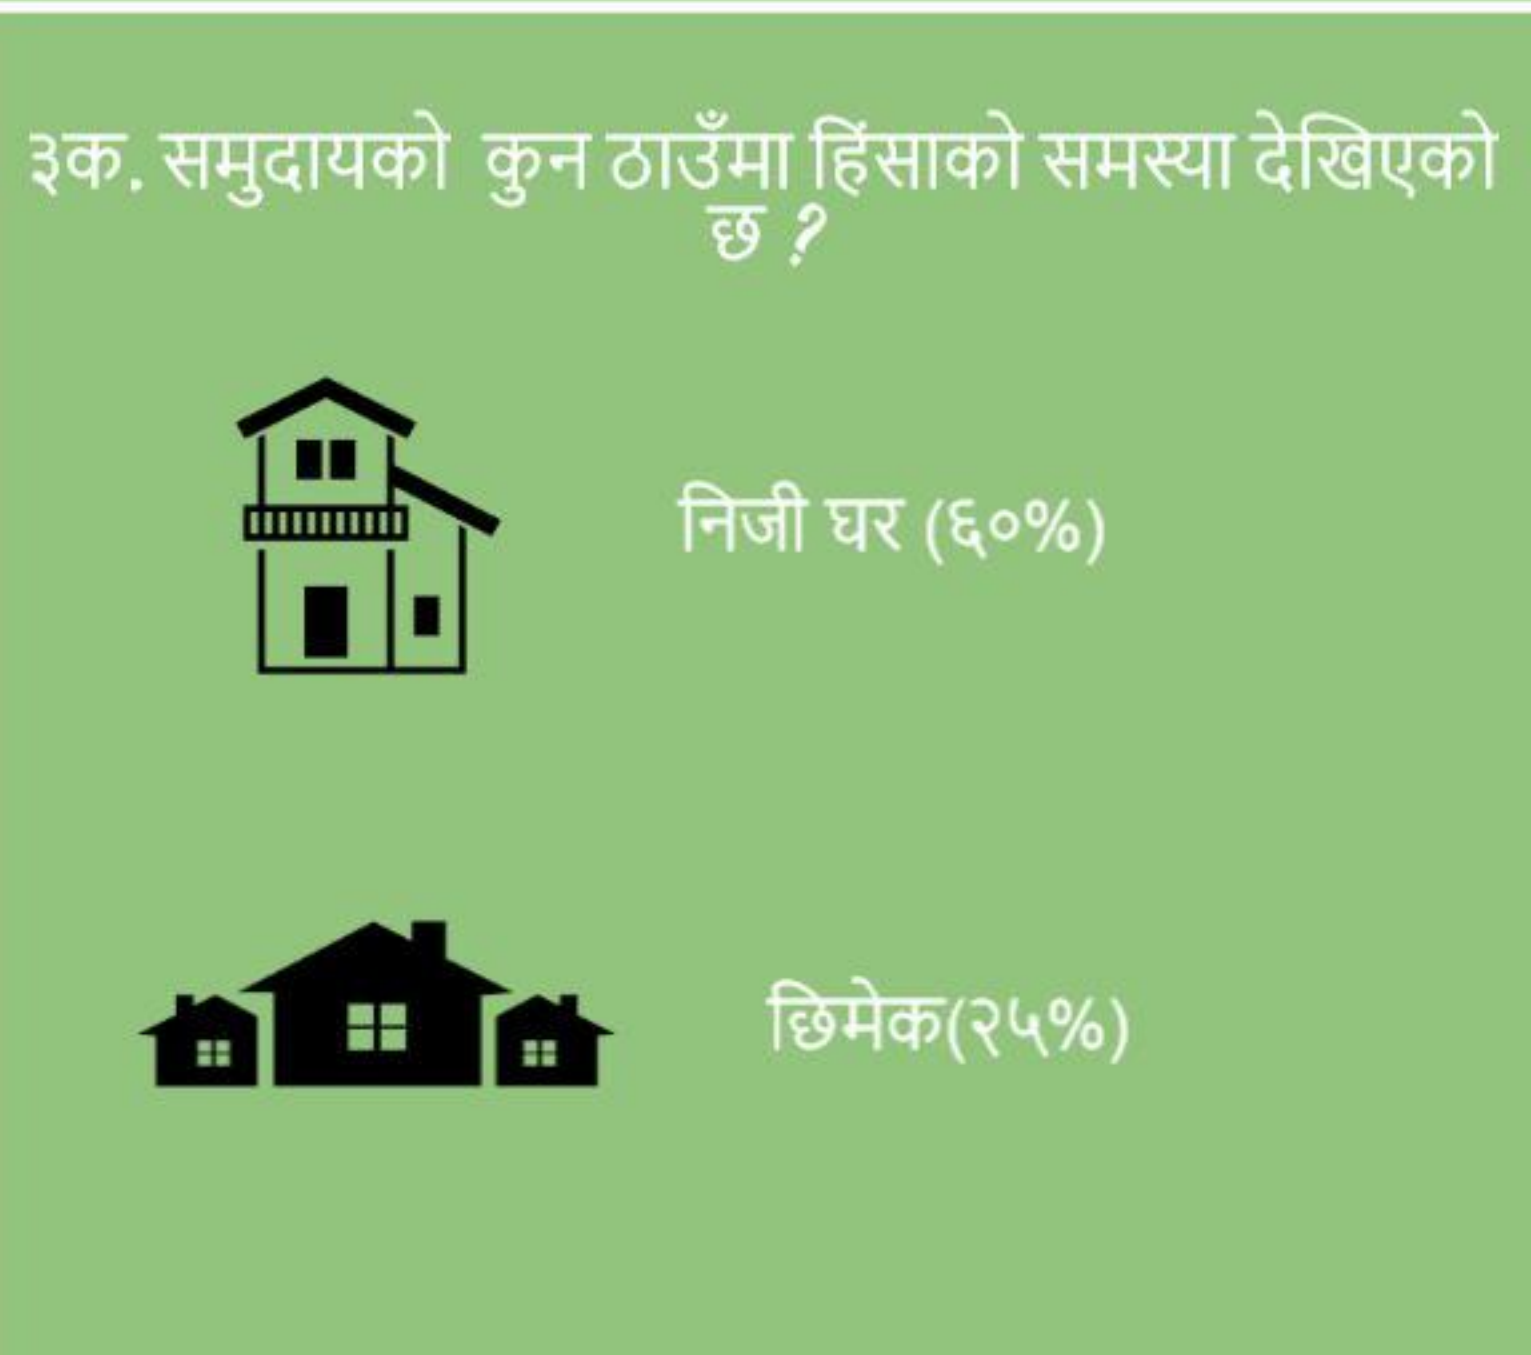 ३क. समुदायको कुन ठाउँमा हिंसाको समस्या देखिएको
छ ?
निजी घर (६०%)
छिमेक(२५%)